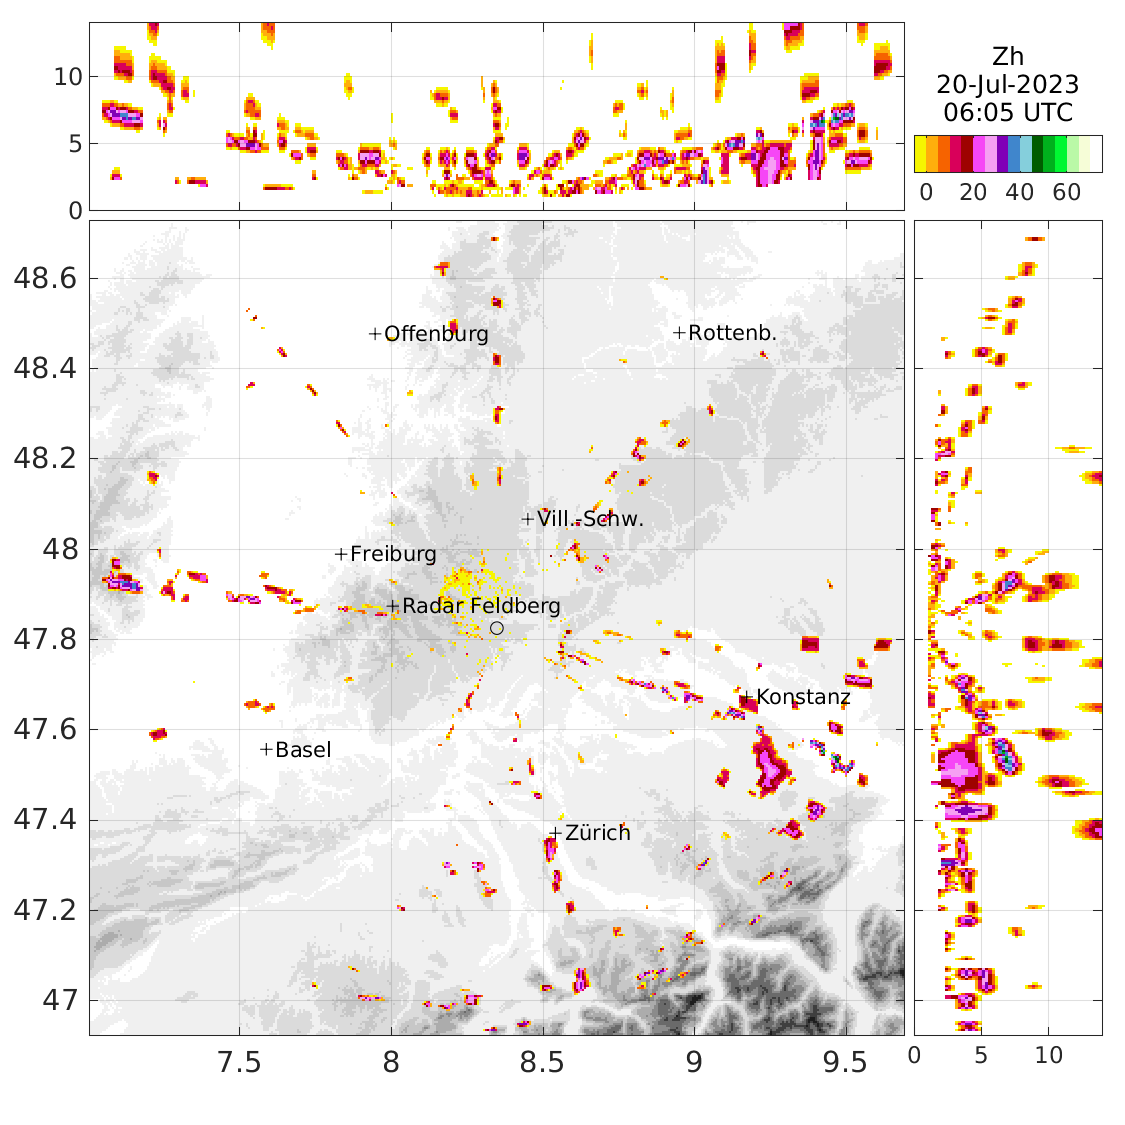 10
5
0
Zh
20-Jul-2023
06:05 UTC
0 20 40 60
48.6
48.4
48.2
48
47.8
47.6
47.4
47.2
47
+Offenburg
+Rottenb.
+Vill.-Schw.
+Freiburg
+Radar Feldberg
+Konstanz
+Basel
+Zürich
7.5 8 8.5 9 9.5
0 5 10